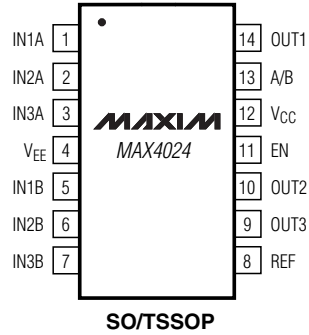 IN1A 1 14 OUT1
IN2A 2 13 A/B
IN3A 3 MAXIM 12 VCC
VEE 4 MAX4024 11 EN
IN1B 5 10 OUT2
IN2B 6 9 OUT3
IN3B 7 8 REF
SO/TSSOP